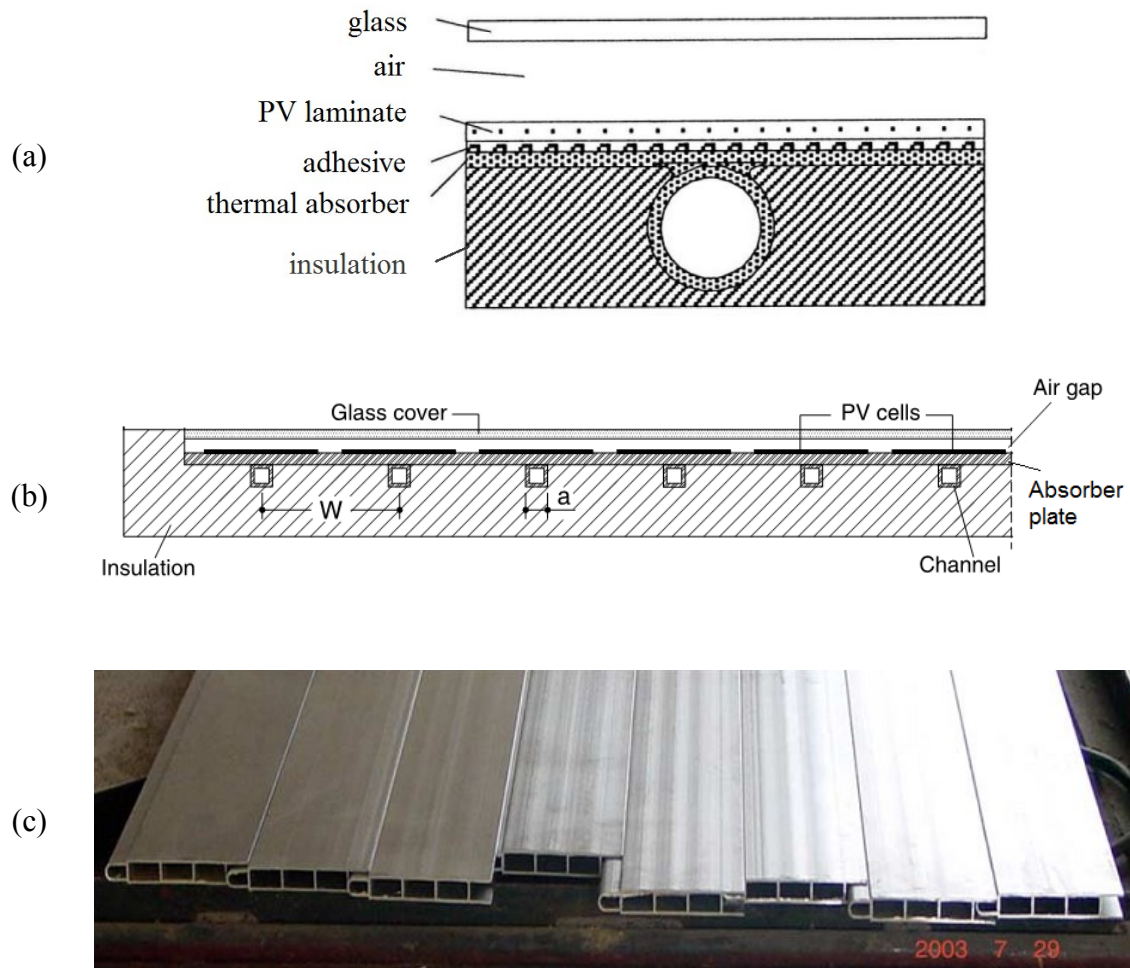 glass
air
PV laminate
(a)
adhesive
thermal absorber
insulation
Glass cover
PV cells
Air gap
(b)
W
a
Absorber
plate
Insulation
Channel
(c)
2003 7 29